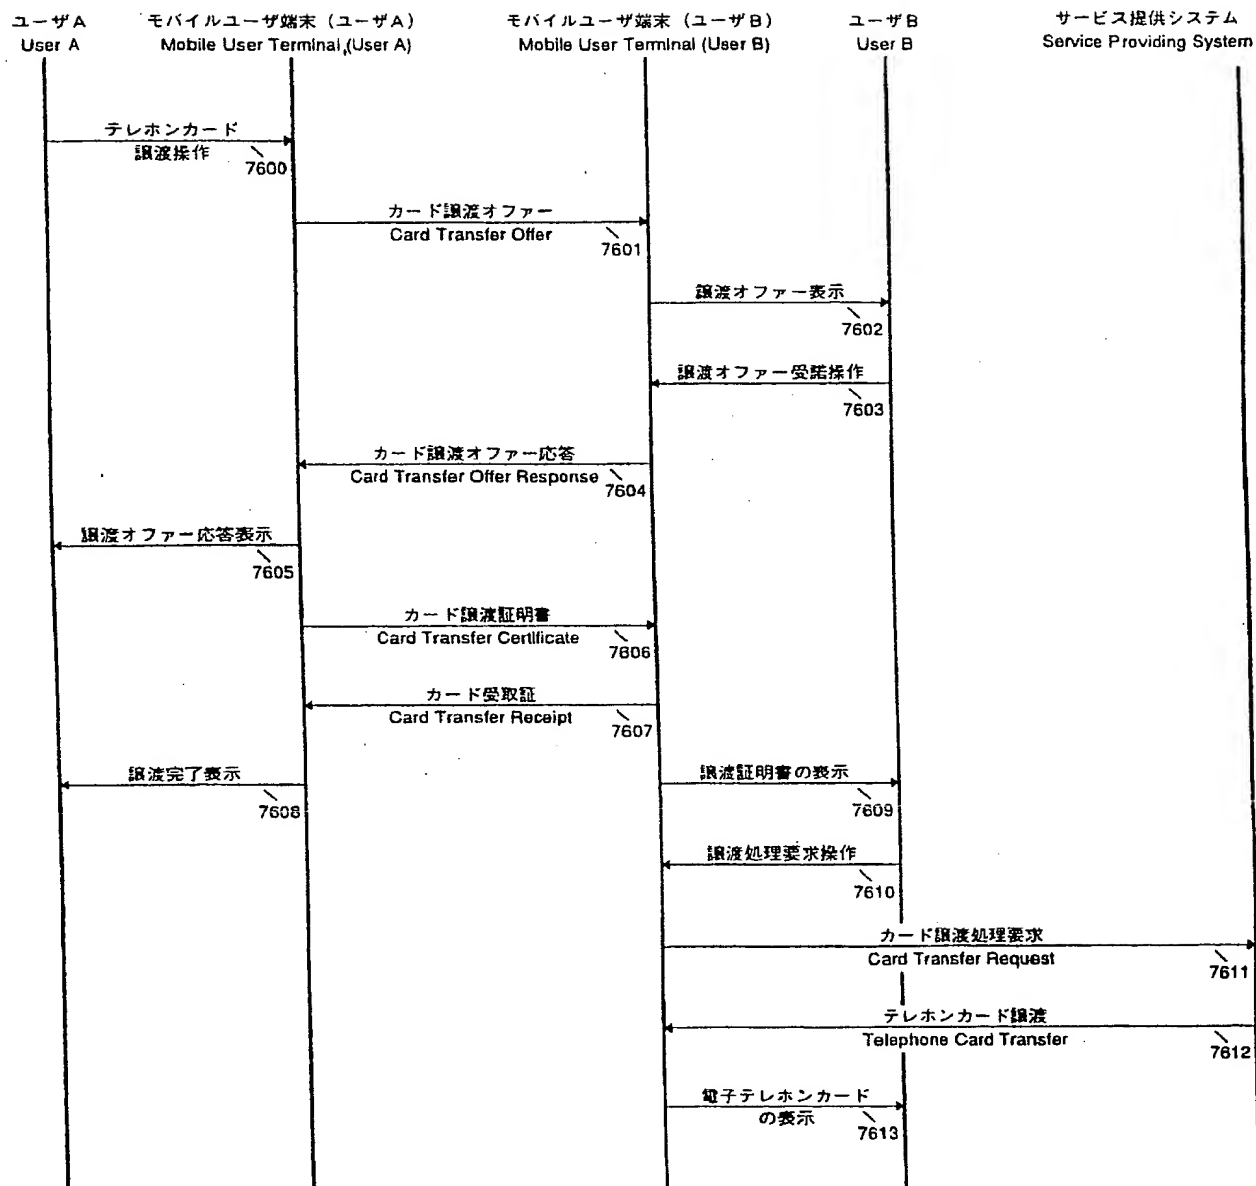 ユーザA
User A
モバイルユーザ端末（ユーザA）
Mobile User Terminal (User A)
モバイルユーザ端末（ユーザB）
Mobile User Terminal (User B)
ユーザB
User B
サービス提供システム
Service Providing System
テレホンカード
譲渡操作
7600
カード譲渡オファー
Card Transfer Offer
7601
譲渡オファー表示
7602
譲渡オファー受諾操作
7603
カード譲渡オファー応答
Card Transfer Offer Response
7604
譲渡オファー応答表示
7605
カード譲渡証明書
Card Transfer Certificate
7606
カード受取証
Card Transfer Receipt
7607
譲渡完了表示
7608
譲渡証明書の表示
7609
譲渡処理要求操作
7610
カード譲渡処理要求
Card Transfer Request
7611
テレホンカード譲渡
Telephone Card Transfer
7612
電子テレホンカード
の表示
7613